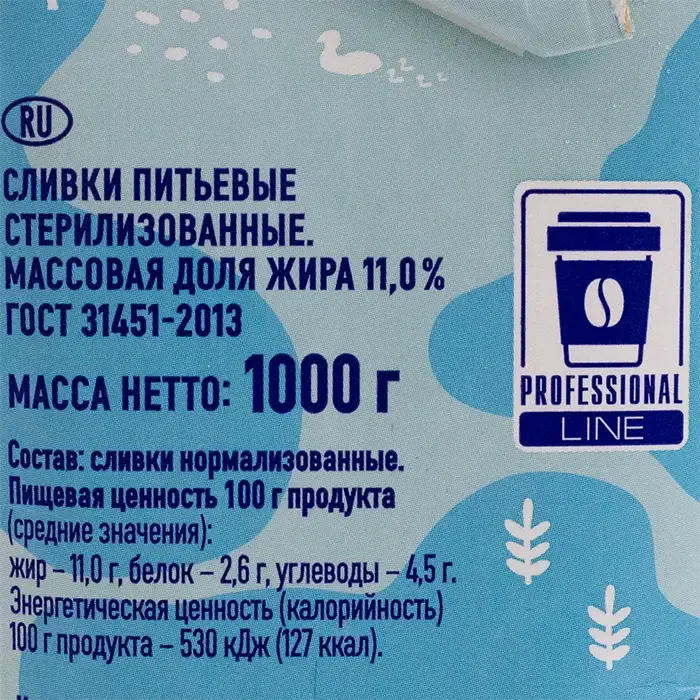 RU
СЛИВКИ ПИТЬЕВЫЕ
СТЕРИЛИЗОВАННЫЕ.
МАССОВАЯ ДОЛЯ ЖИРА 11,0%
ГОСТ 31451-2013
МАССА НЕТТО: 1000 г
PROFESSIONAL
LINE
Состав: сливки нормализованные.
Пищевая ценность 100 г продукта
(средние значения):
жир – 11,0 г, белок – 2,6 г, углеводы – 4,5 г.
Энергетическая ценность (калорийность)
100 г продукта – 530 кДж (127 ккал).